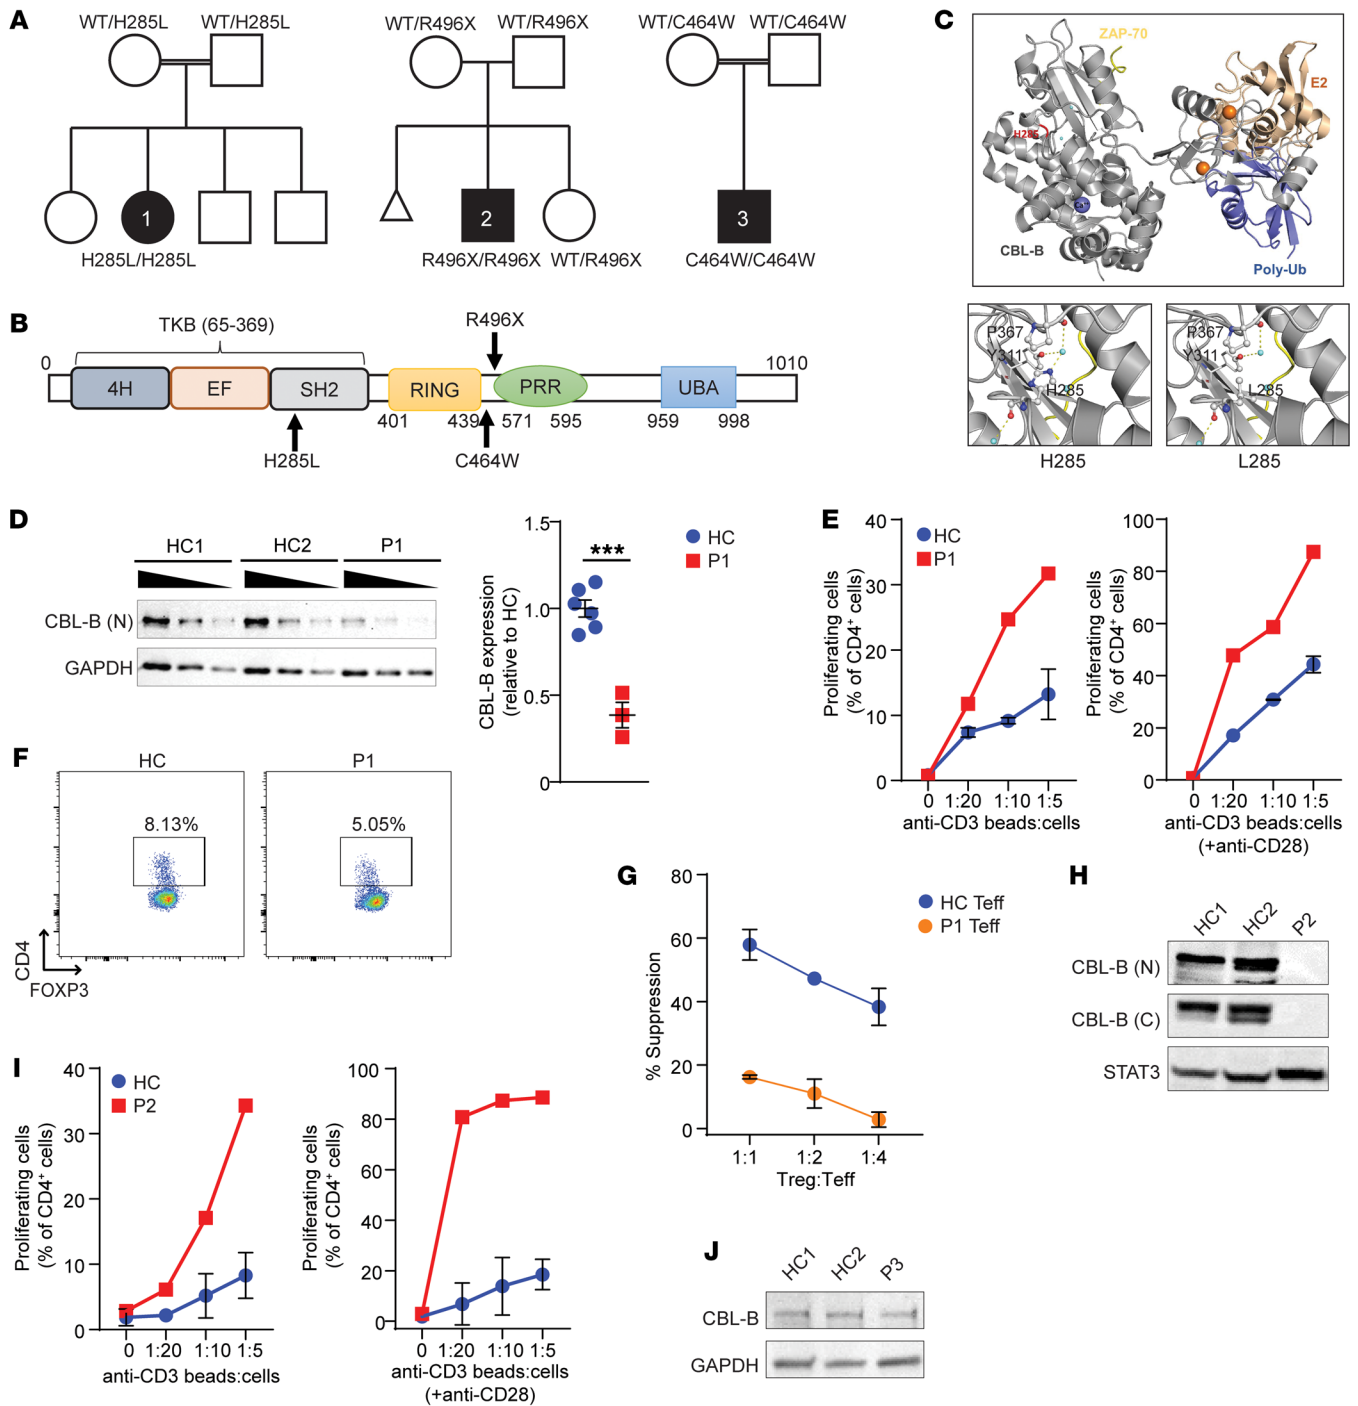 A
WT/H285L WT/H285L
WT/R496X WT/R496X
WT/C464W WT/C464W
1
2
3
H285L/H285L
R496X/R496X WT/R496X
C464W/C464W
B
TKB (65-369)
R496X
0
1010
4H
EF
SH2
RING
PRR
UBA
401 439 571 595 959 998
H285L
C464W
C
ZAP-70
E2
H285
CBL-B
Poly-Ub
P367
Y311
H285
H285
P367
Y311
L285
L285
D
HC1 HC2 P1
CBL-B (N)
GAPDH
CBL-B expression
(relative to HC)
1.5
1.0
0.5
0
***
HC
P1
E
Proliferating cells
(% of CD4+ cells)
40
30
20
10
0
HC
P1
0 1:20 1:10 1:5
anti-CD3 beads:cells
Proliferating cells
(% of CD4+ cells)
100
80
60
40
20
0
0 1:20 1:10 1:5
anti-CD3 beads:cells
(+anti-CD28)
F
HC
P1
8.13%
5.05%
CD4
FOXP3
G
% Suppression
80
60
40
20
0
HC Teff
P1 Teff
1:1 1:2 1:4
Treg:Teff
H
HC1 HC2 P2
CBL-B (N)
CBL-B (C)
STAT3
I
Proliferating cells
(% of CD4+ cells)
40
30
20
10
0
HC
P2
0 1:20 1:10 1:5
anti-CD3 beads:cells
Proliferating cells
(% of CD4+ cells)
100
80
60
40
20
0
0 1:20 1:10 1:5
anti-CD3 beads:cells
(+anti-CD28)
J
HC1 HC2 P3
CBL-B
GAPDH